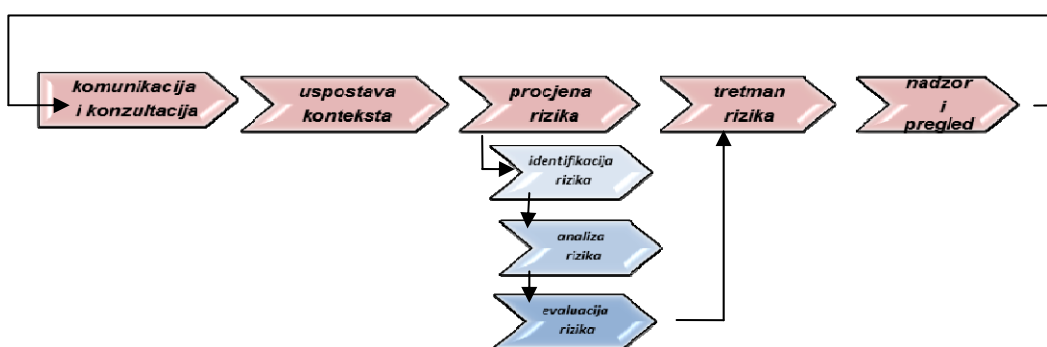 komunikacija
i konzultacija
uspostava
konteksta
procjena
rizika
tretman
rizika
nadzor
i
pregled
identifikacija
rizika
analiza
rizika
evaluacija
rizika